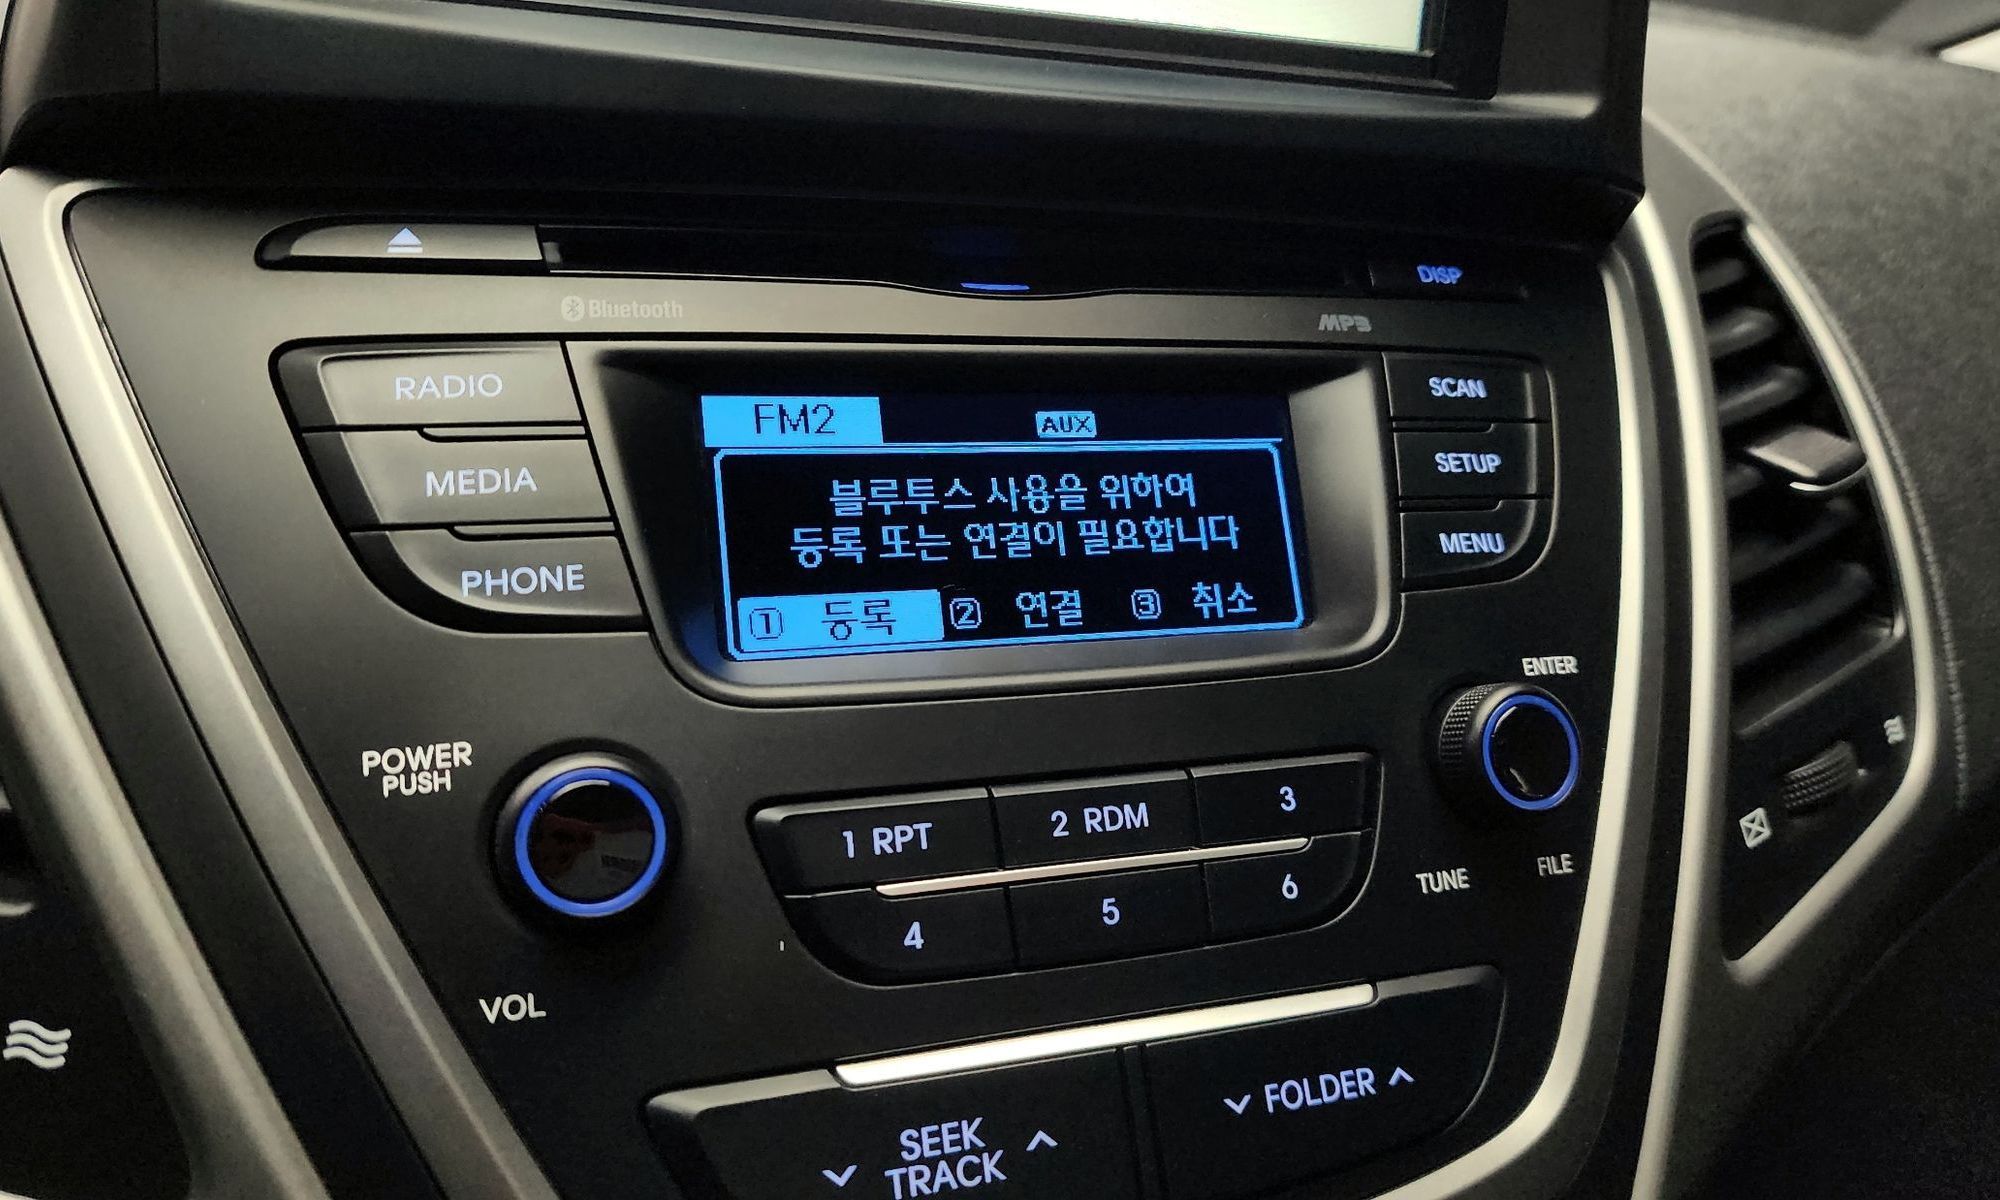 DISP
Bluetooth
MP3
RADIO
MEDIA
PHONE
FM2 AUX
블루투스 사용을 위하여
등록 또는 연결이 필요합니다
① 등록 ② 연결 ③ 취소
SCAN
SETUP
MENU
POWER
PUSH
VOL
1 RPT
2 RDM
3
4
5
6
ENTER
TUNE
FILE
SEEK
TRACK
FOLDER